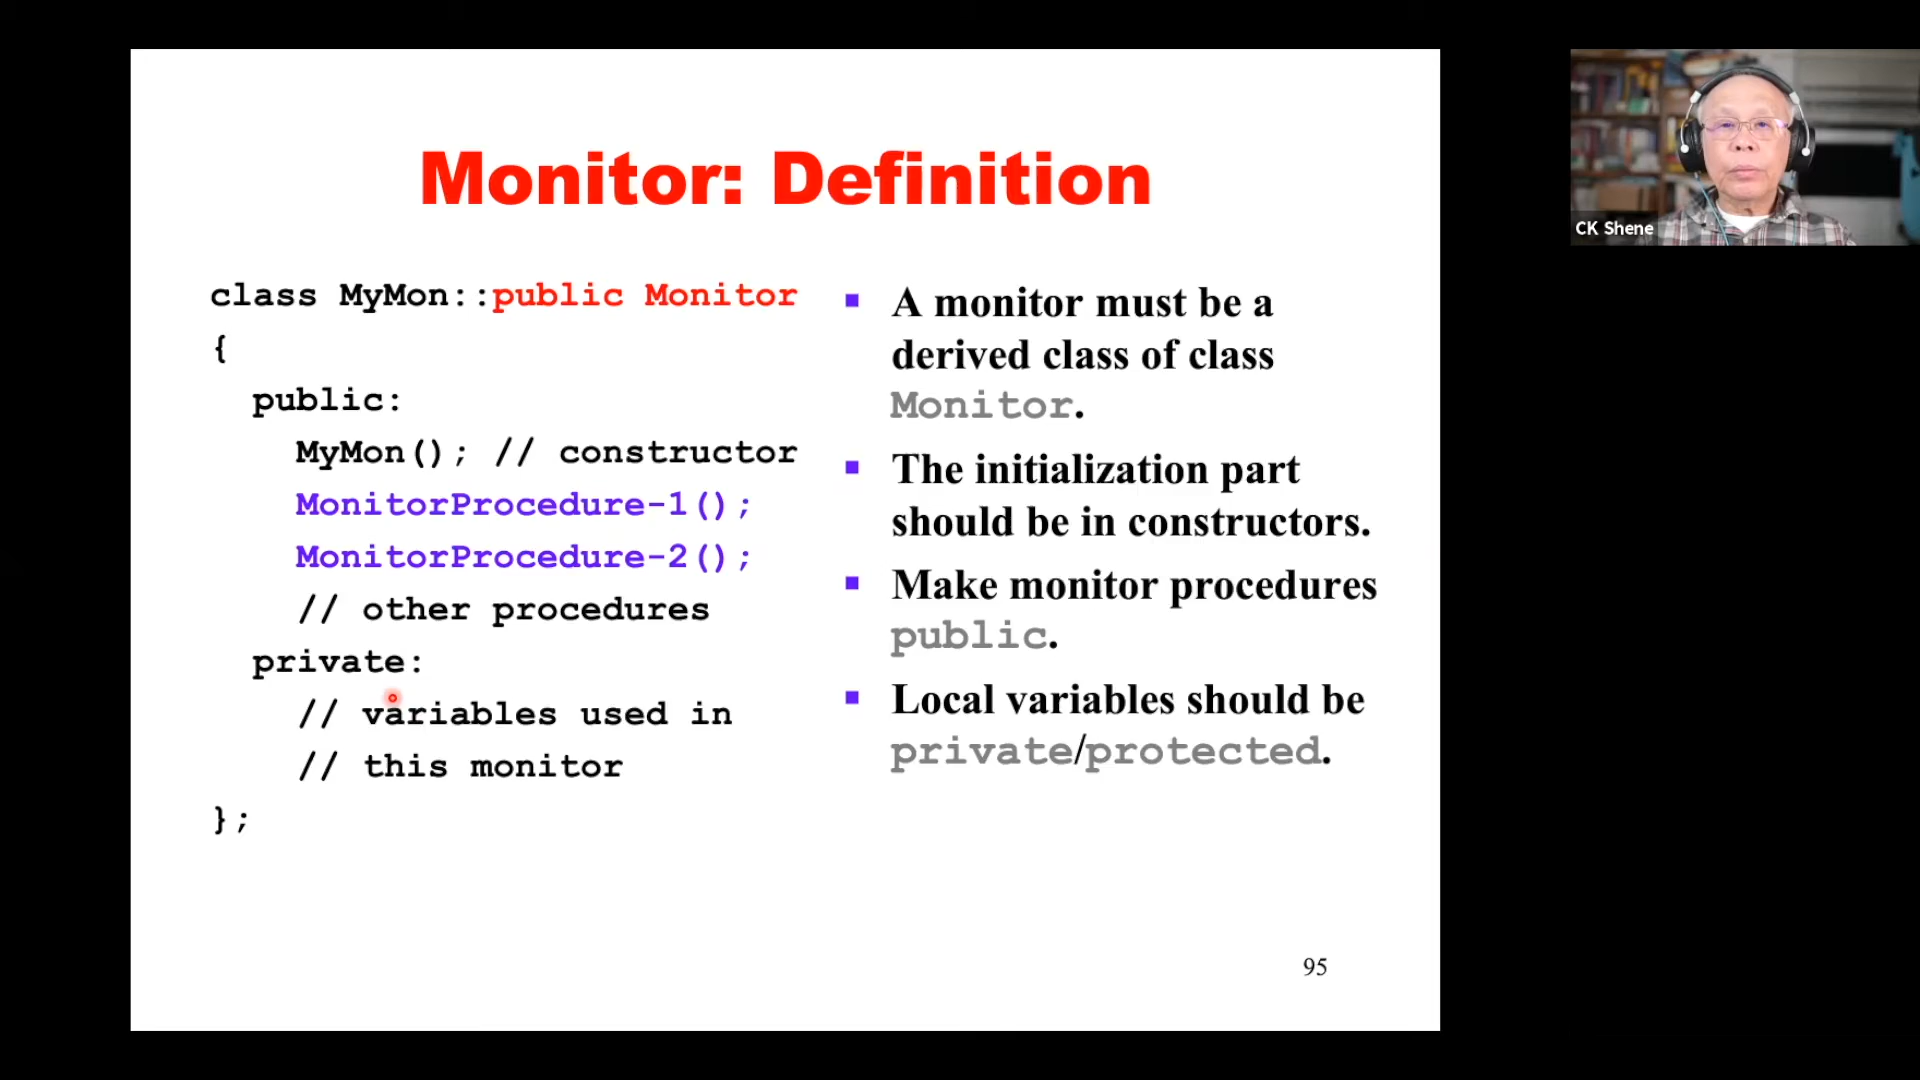 Monitor: Definition
class MyMon::public Monitor
{
public:
MyMon(); // constructor
MonitorProcedure-1();
MonitorProcedure-2();
// other procedures
private:
// variables used in
// this monitor
};
A monitor must be a
derived class of class
Monitor.
The initialization part
should be in constructors.
Make monitor procedures
public.
Local variables should be
private/protected.
95
CK Shene